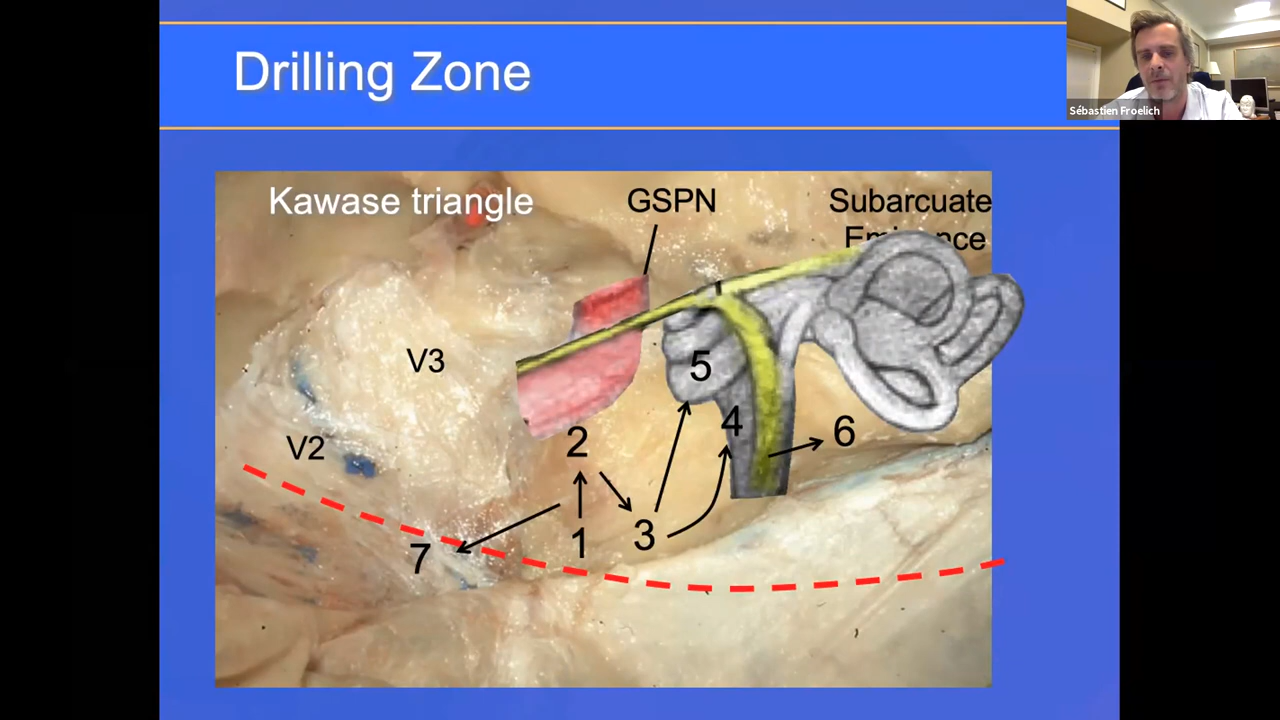 Drilling Zone
Sébastien Froelich
Kawase triangle
GSPN
Subarcuate
V3
5
4
6
V2
2
3
1
7